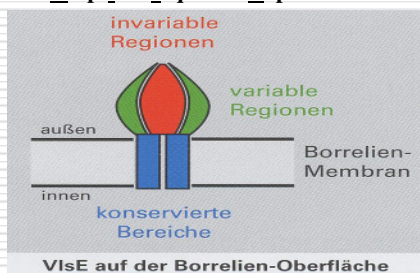 invariable
Regionen
variable
Regionen
außen
Borrelien-
Membran
innen
konservierte
Bereiche
VlsE auf der Borrelien-Oberfläche